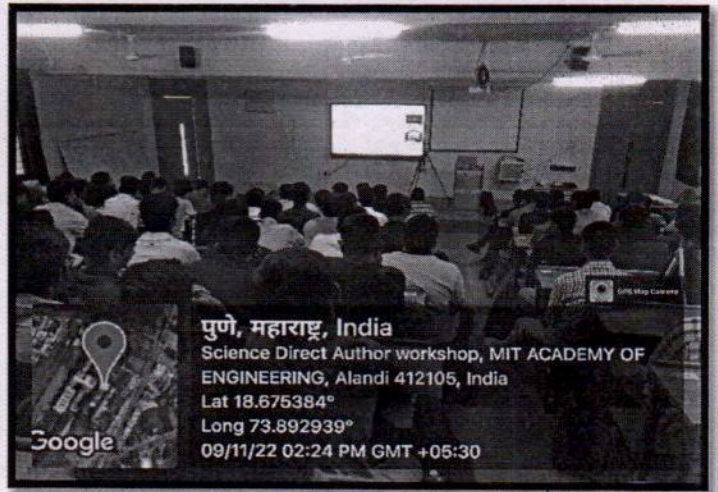 GPS Map Camera
पुणे, महाराष्ट्र, India
Science Direct Author workshop, MIT ACADEMY OF
ENGINEERING, Alandi 412105, India
Lat 18.675384°
Long 73.892939°
09/11/22 02:24 PM GMT +05:30
Google